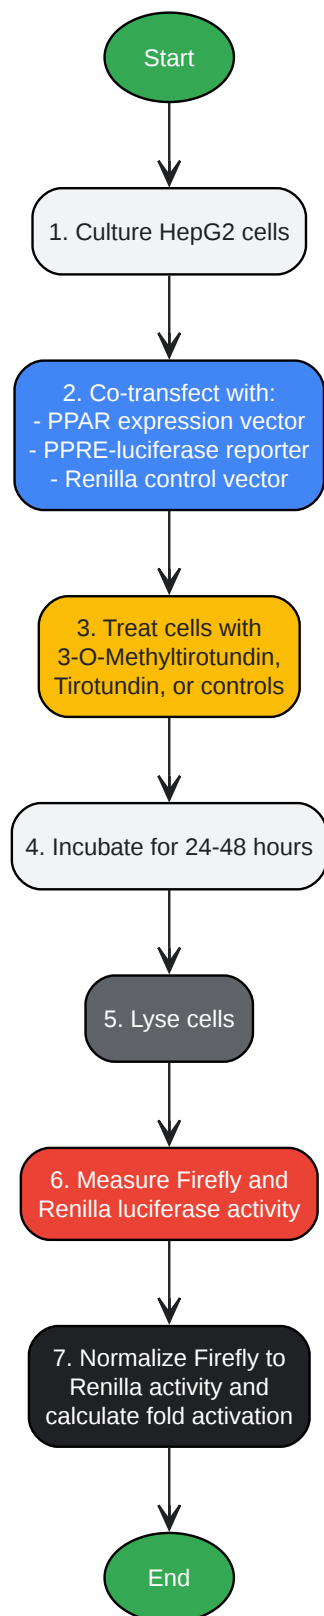 Start
1. Culture HepG2 cells
2. Co-transfect with:
- PPAR expression vector
- PPRE-luciferase reporter
- Renilla control vector
3. Treat cells with
3-O-Methyltirotundin,
Tirotundin, or controls
4. Incubate for 24-48 hours
5. Lyse cells
6. Measure Firefly and
Renilla luciferase activity
7. Normalize Firefly to
Renilla activity and
calculate fold activation
End